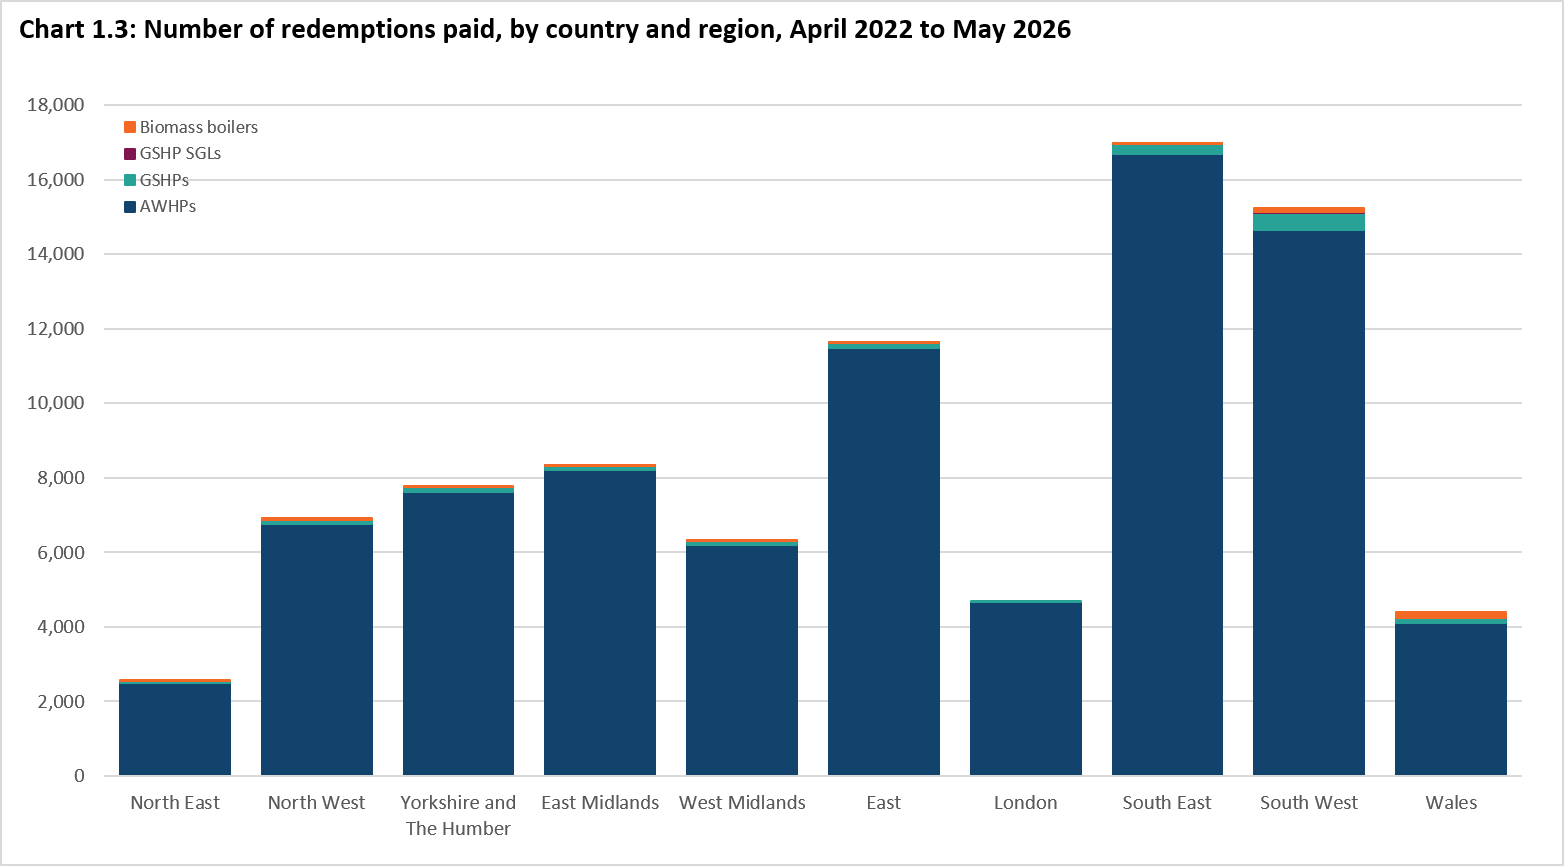 Chart 1.3: Number of redemptions paid, by country and region, April 2022 to May 2026
18,000
16,000
14,000
12,000
10,000
8,000
6,000
4,000
2,000
0
Biomass boilers
GSHP SGLs
GSHPs
AWHPs
North East
North West
Yorkshire and
The Humber
East Midlands
West Midlands
East
London
South East
South West
Wales